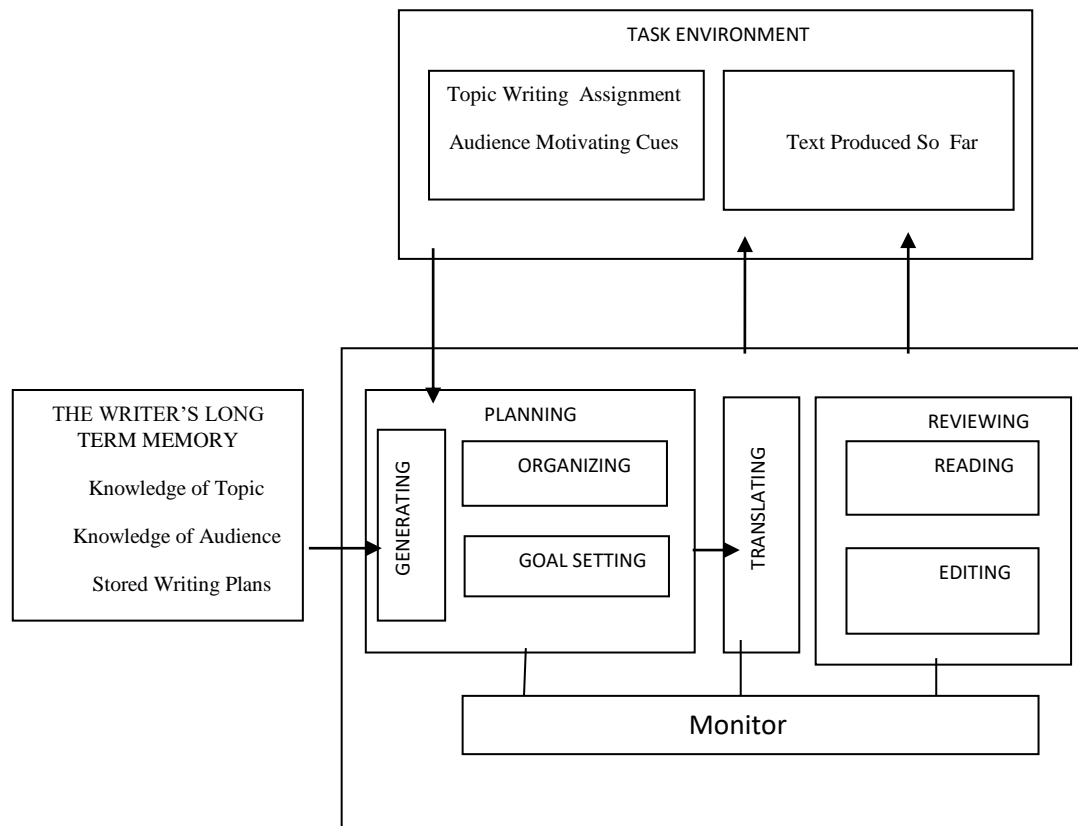 TASK ENVIRONMENT
Topic Writing Assignment
Audience Motivating Cues
Text Produced So Far
THE WRITER’S LONG
TERM MEMORY
Knowledge of Topic
Knowledge of Audience
Stored Writing Plans
PLANNING
GENERATING
ORGANIZING
GOAL SETTING
TRANSLATING
REVIEWING
READING
EDITING
Monitor